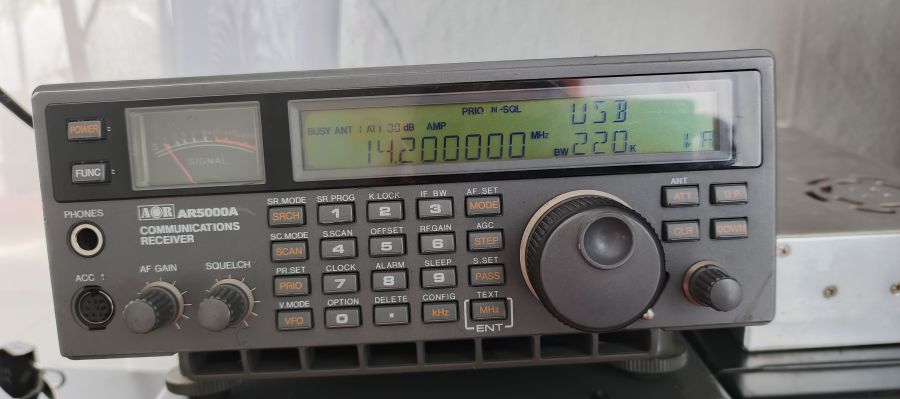 POWER
FUNC
SIGNAL
PRIO N-SQL USB
BUSY ANT 1 ATT 00 dB AMP
14.200000 MHz BW 220 K
PHONES
AOR AR5000A
COMMUNICATIONS
RECEIVER
ACC 1
AF GAIN
SQUELCH
SR.MODE SR.PROG K.LOCK IF BW AF.SET
SRCH 1 2 3 MODE
SC.MODE S.SCAN OFFSET RF.GAIN AGC
SCAN 4 5 6 STEP
PR.SET CLOCK ALARM SLEEP S.SET
PRIO 7 8 9 PASS
V.MODE OPTION DELETE CONFIG TEXT
VFO 0 . kHz MHz
ENT
ANT
ATT UP
CLR DOWN